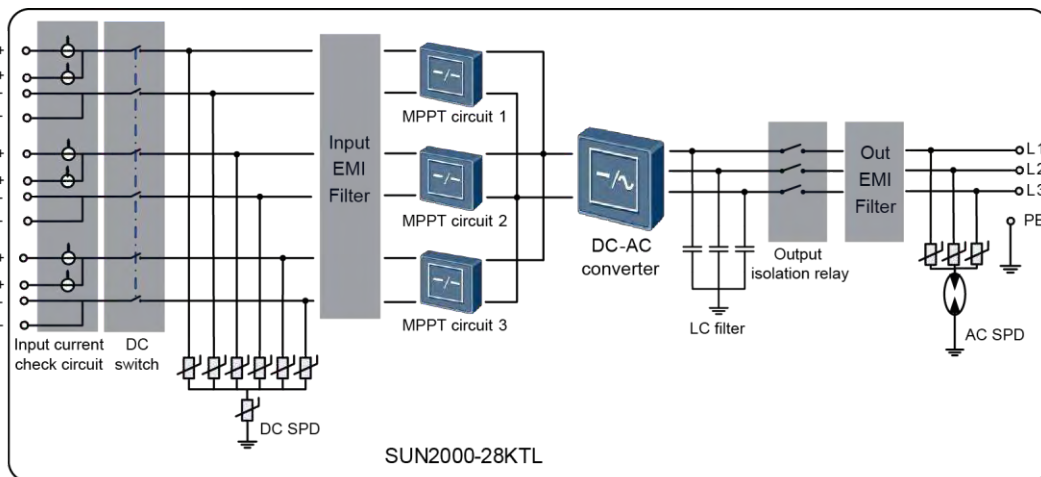 +
+
-
-
+
+
-
-
+
+
-
-
Input current
check circuit
DC
switch
DC SPD
Input
EMI
Filter
MPPT circuit 1
MPPT circuit 2
MPPT circuit 3
DC-AC
converter
LC filter
Output
isolation relay
Out
EMI
Filter
L1
L2
L3
PE
AC SPD
SUN2000-28KTL